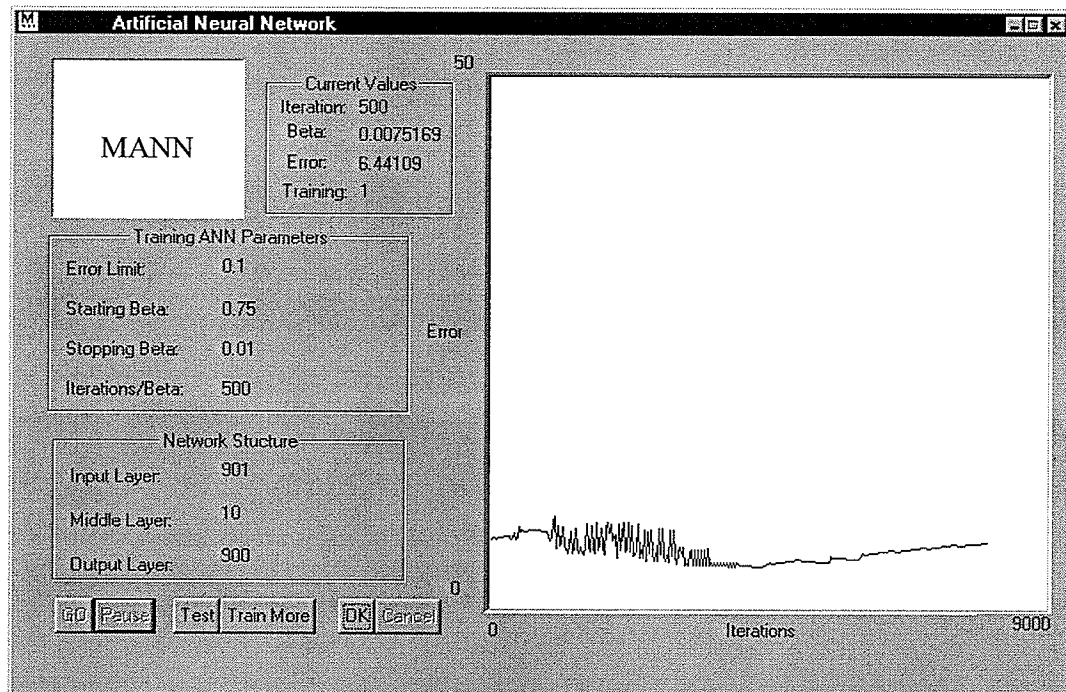 M
Artificial Neural Network
MANN
Current Values
Iteration: 500
Beta: 0.0075169
Error: 6.44109
Training: 1
Training ANN Parameters
Error Limit: 0.1
Starting Beta: 0.75
Stopping Beta: 0.01
Iterations/Beta: 500
Network Stucture
Input Layer: 901
Middle Layer: 10
Output Layer: 900
GO Pause Test Train More OK Cancel
50
Error
0
0 Iterations 9000